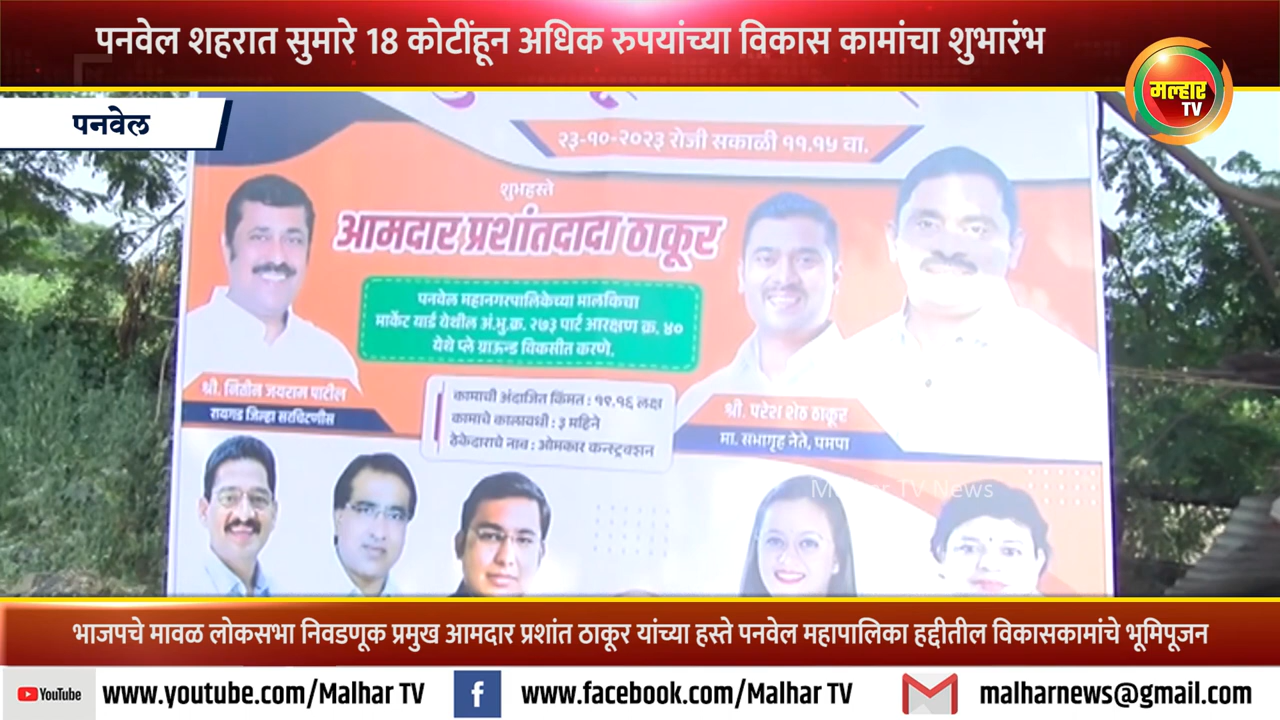 पनवेल शहरात सुमारे 18 कोटींहून अधिक रुपयांच्या विकास कामांचा शुभारंभ
मल्हार
TV
पनवेल
२३-१०-२०२३ रोजी सकाळी ११.१५ वा.
शुभहस्ते
आमदार प्रशांतदादा ठाकूर
पनवेल महानगरपालिकेच्या मालकिचा
मार्केट यार्ड येथील अं.भु.क्र. २७३ पार्ट आरक्षण क्र. ४०
येथे प्ले ग्राऊन्ड विकसीत करणे.
श्री. नितीन जयराम पाटील
रायगड जिल्हा सरचिटणीस
कामाची अंदाजित किंमत : १९.१६ लक्ष
कामाचे कालावधी : ३ महिने
ठेकेदाराचे नाव : ओमकार कन्स्ट्रक्शन
श्री. परेश शेठ ठाकूर
मा. सभागृह नेते, पमपा
Malhar TV News
भाजपचे मावळ लोकसभा निवडणूक प्रमुख आमदार प्रशांत ठाकूर यांच्या हस्ते पनवेल महापालिका हद्दीतील विकासकामांचे भूमिपूजन
YouTube www.youtube.com/Malhar TV www.facebook.com/Malhar TV malharnews@gmail.com